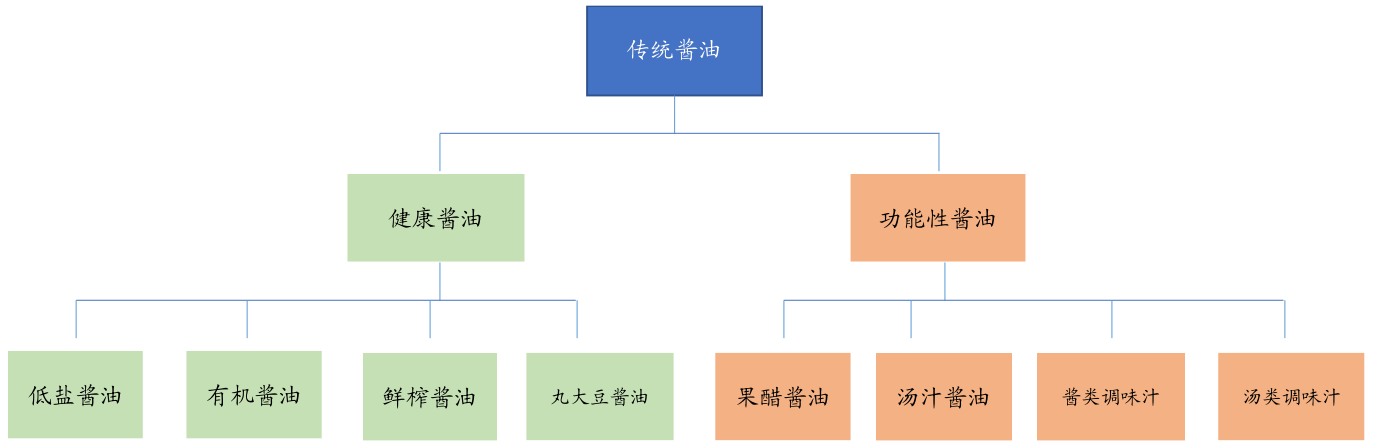 传统酱油
健康酱油
功能性酱油
低盐酱油
有机酱油
鲜榨酱油
丸大豆酱油
果醋酱油
汤汁酱油
酱类调味汁
汤类调味汁